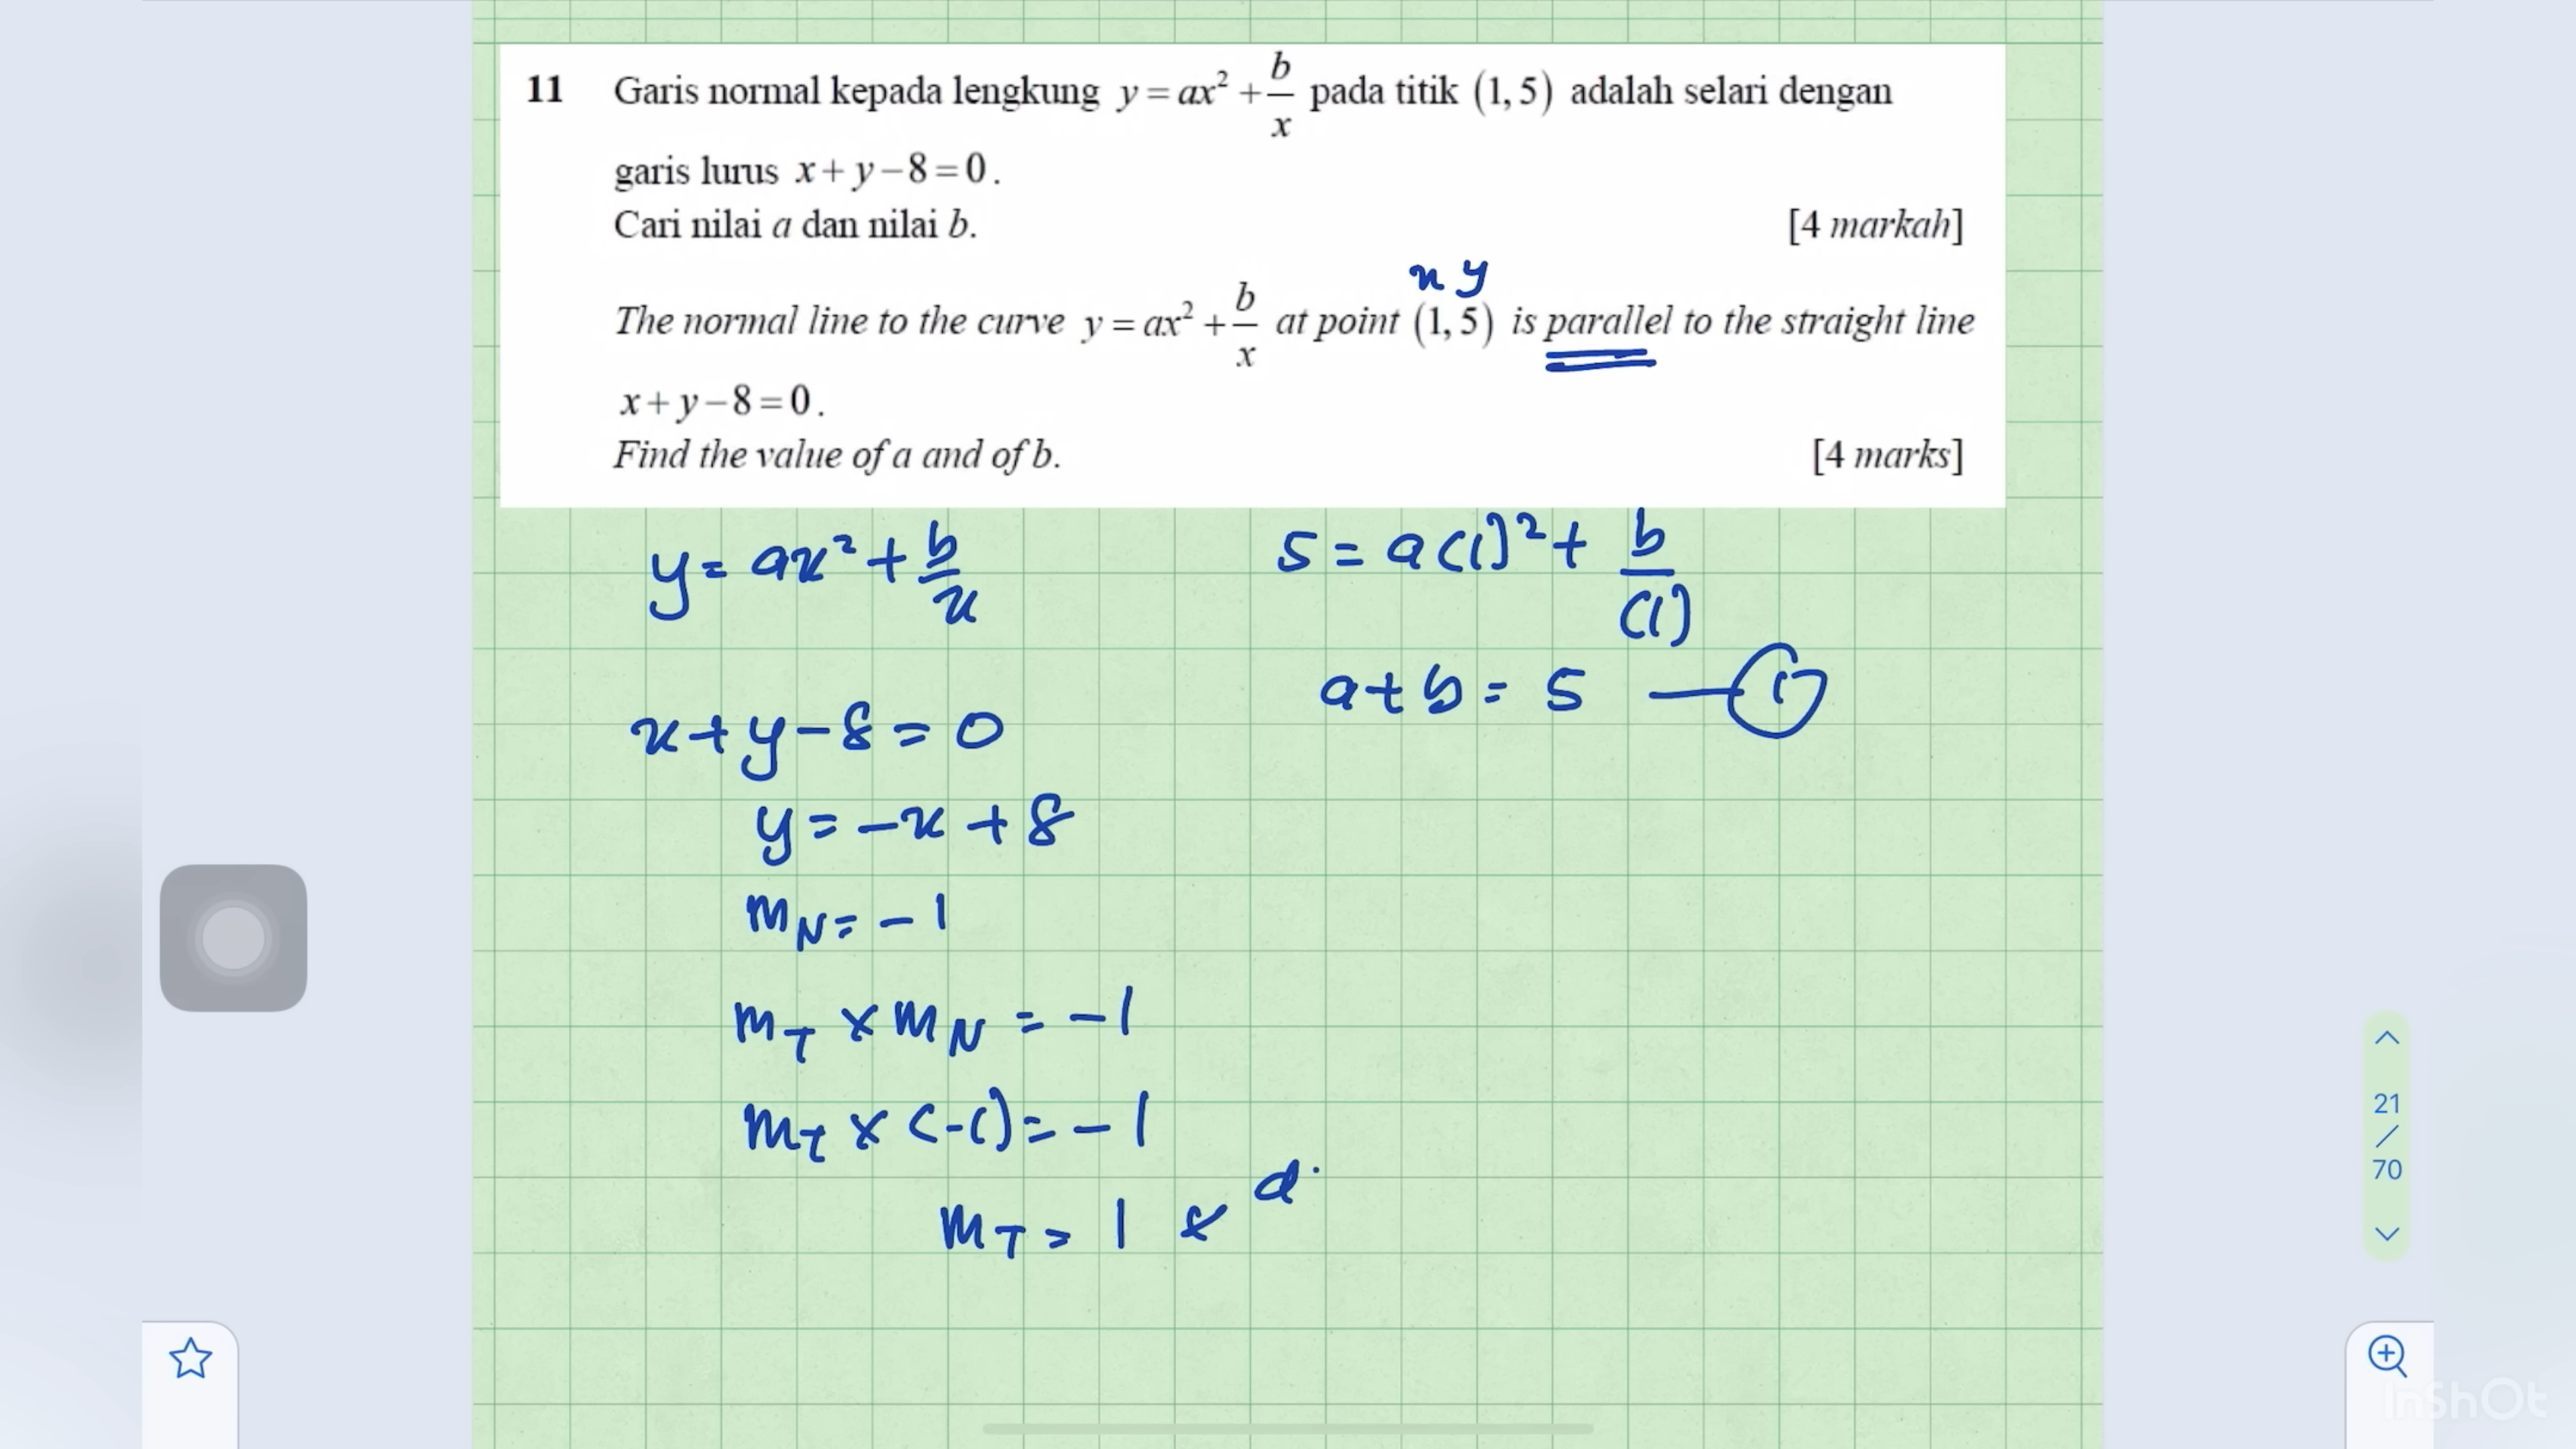 11 Garis normal kepada lengkung y = ax² + b/x pada titik (1, 5) adalah selari dengan
garis lurus x + y − 8 = 0.
Cari nilai a dan nilai b. [4 markah]
x y
The normal line to the curve y = ax² + b/x at point (1, 5) is parallel to the straight line
x + y − 8 = 0.
Find the value of a and of b. [4 marks]
y = ax² + b/x
x + y − 8 = 0
y = −x + 8
m_N = −1
m_T × m_N = −1
m_T × (−1) = −1
m_T = 1
d
5 = a(1)² + b/(1)
a + b = 5 — ①
21
/
70
InShOt